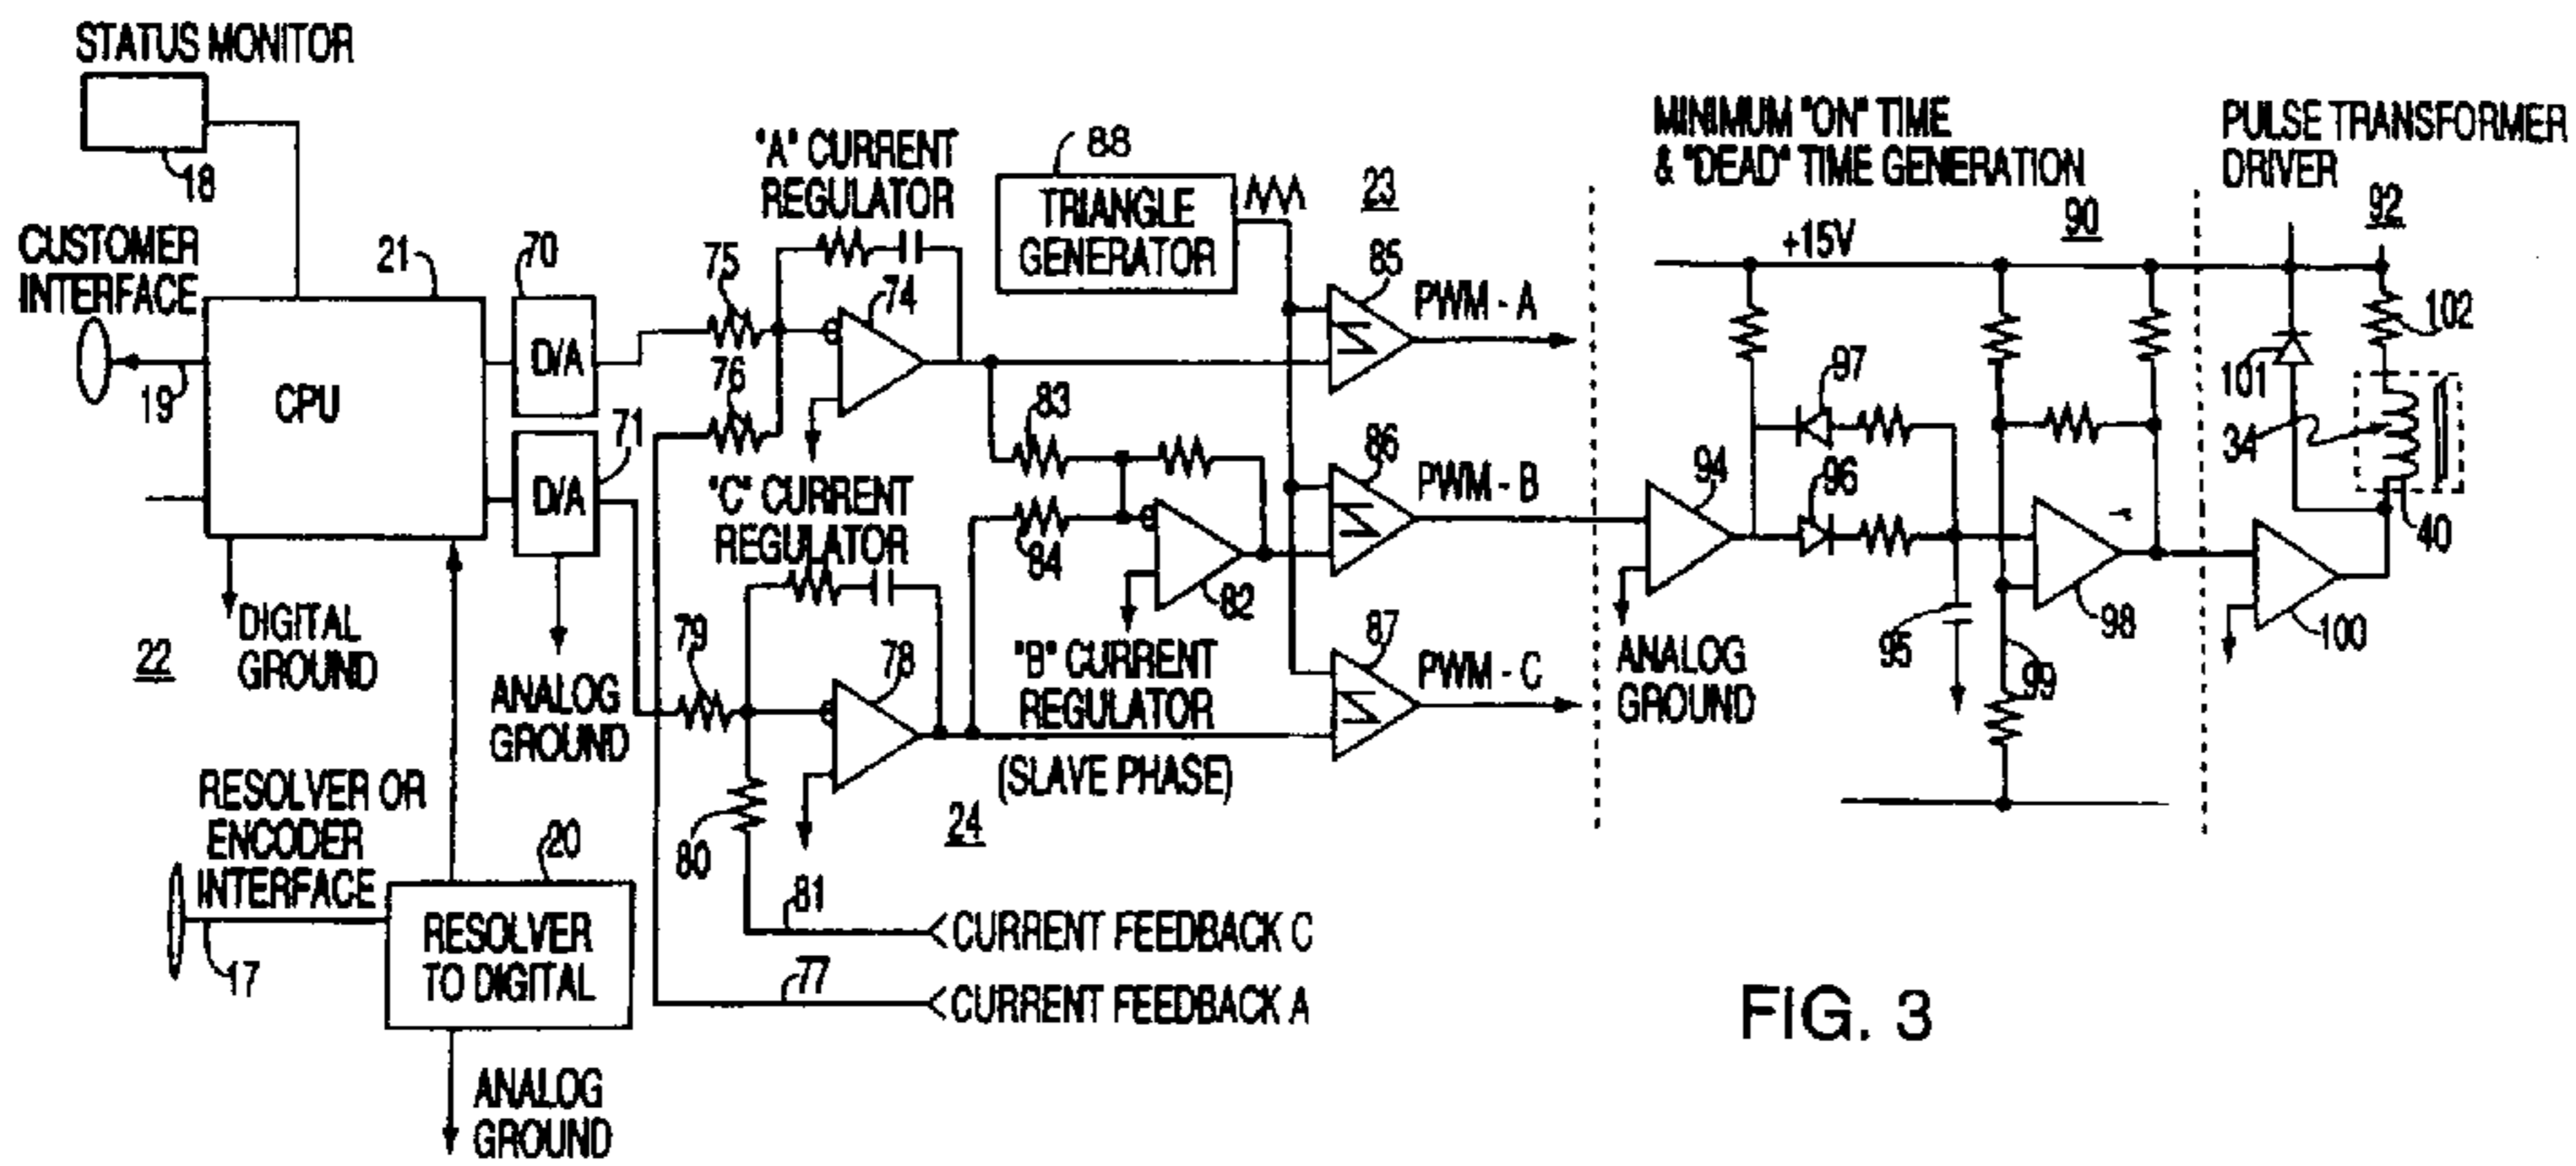 STATUS MONITOR
18
CUSTOMER
INTERFACE
19
21
CPU
70
D/A
71
D/A
DIGITAL
GROUND
22
ANALOG
GROUND
RESOLVER OR
ENCODER
INTERFACE
17
20
RESOLVER
TO DIGITAL
ANALOG
GROUND
"A" CURRENT
REGULATOR
75
76
74
"C" CURRENT
REGULATOR
79
78
80
81
CURRENT FEEDBACK C
77
CURRENT FEEDBACK A
24
88
TRIANGLE
GENERATOR
23
83
84
82
"B" CURRENT
REGULATOR
(SLAVE PHASE)
85
PWM - A
86
PWM - B
87
PWM - C
MINIMUM "ON" TIME
& "DEAD" TIME GENERATION
90
+15V
97
96
94
95
98
99
ANALOG
GROUND
PULSE TRANSFORMER
DRIVER
92
102
101
34
40
100
FIG. 3